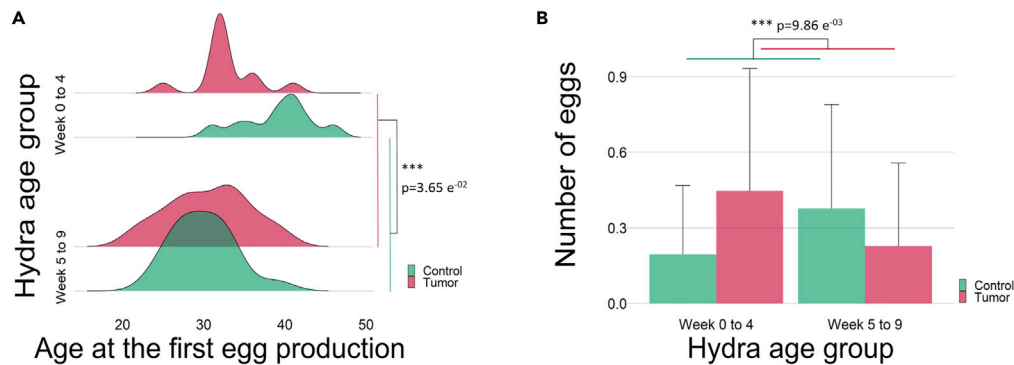 A
Hydra age group
Week 0 to 4
Week 5 to 9
***
p=3.65 e-02
Control
Tumor
20 30 40 50
Age at the first egg production
B
*** p=9.86 e-03
Number of eggs
0.9
0.6
0.3
0.0
Control
Tumor
Week 0 to 4 Week 5 to 9
Hydra age group